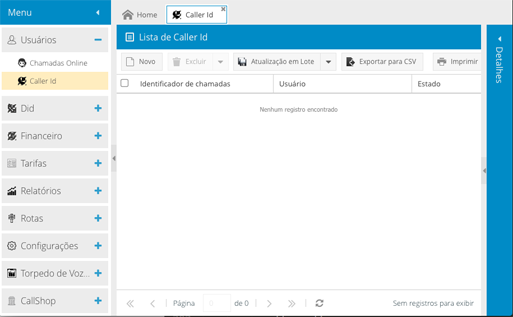 Menu
Usuários
Chamadas Online
Caller Id
Did
Financeiro
Tarifas
Relatórios
Rotas
Configurações
Torpedo de Voz...
CallShop
Home
Caller Id
Lista de Caller Id
Novo
Excluir
Atualização em Lote
Exportar para CSV
Imprimir
Identificador de chamadas
Usuário
Estado
Nenhum registro encontrado
Página 0 de 0
Sem registros para exibir
Detalhes